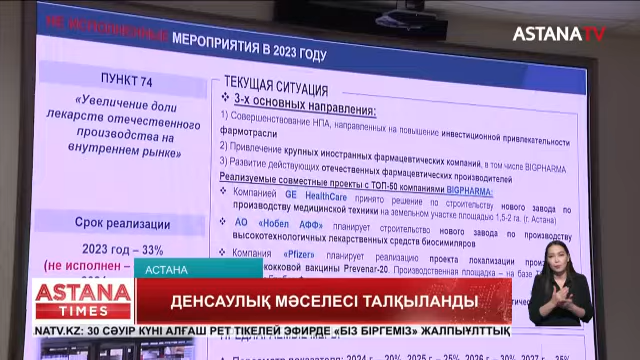 ASTANATV
НЕ ИСПОЛНЕННЫЕ МЕРОПРИЯТИЯ В 2023 ГОДУ
ПУНКТ 74
«Увеличение доли
лекарств отечественного
производства на
внутреннем рынке»
Срок реализации
2023 год – 33%
(не исполнен –
ТЕКУЩАЯ СИТУАЦИЯ
3-х основных направления:
1) Совершенствование НПА, направленных на повышение инвестиционной привлекательности
фармотрасли
2) Привлечение крупных иностранных фармацевтических компаний, в том числе BIGPHARMA
3) Развитие действующих отечественных фармацевтических производителей
Реализуемые совместные проекты с ТОП-50 компаниями BIGPHARMA:
Компанией GE HealthCare принято решение по строительству нового завода по
производству медицинской техники на земельном участке площадью 1,5-2 га. (г. Астана)
АО «Нобел АФФ» планирует строительство нового завода по производству
высокотехнологичных лекарственных средств биосимиляров
Компания «Pfizer» планирует реализацию проекта локализации
вакцины Prevenar-20. Производственная площадка – на базе
АСТАНА
ASTANA
TIMES
ДЕНСАУЛЫҚ МӘСЕЛЕСІ ТАЛҚЫЛАНДЫ
NATV.KZ: 30 СӘУІР КҮНІ АЛҒАШ РЕТ ТІКЕЛЕЙ ЭФИРДЕ «БІЗ БІРГЕМІЗ» ЖАЛПЫҰЛТТЫҚ